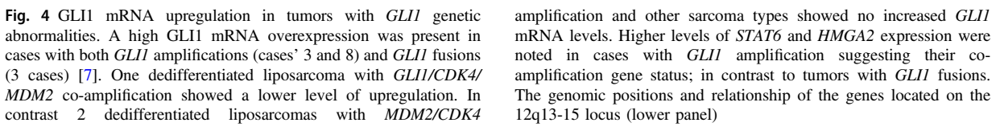 Fig. 4 GLI1 mRNA upregulation in tumors with GLI1 genetic
abnormalities. A high GLI1 mRNA overexpression was present in
cases with both GLI1 amplifications (cases' 3 and 8) and GLI1 fusions
(3 cases) [7]. One dedifferentiated liposarcoma with GLI1/CDK4/
MDM2 co-amplification showed a lower level of upregulation. In
contrast 2 dedifferentiated liposarcomas with MDM2/CDK4
amplification and other sarcoma types showed no increased GLI1
mRNA levels. Higher levels of STAT6 and HMGA2 expression were
noted in cases with GLI1 amplification suggesting their co-
amplification gene status; in contrast to tumors with GLI1 fusions.
The genomic positions and relationship of the genes located on the
12q13-15 locus (lower panel)